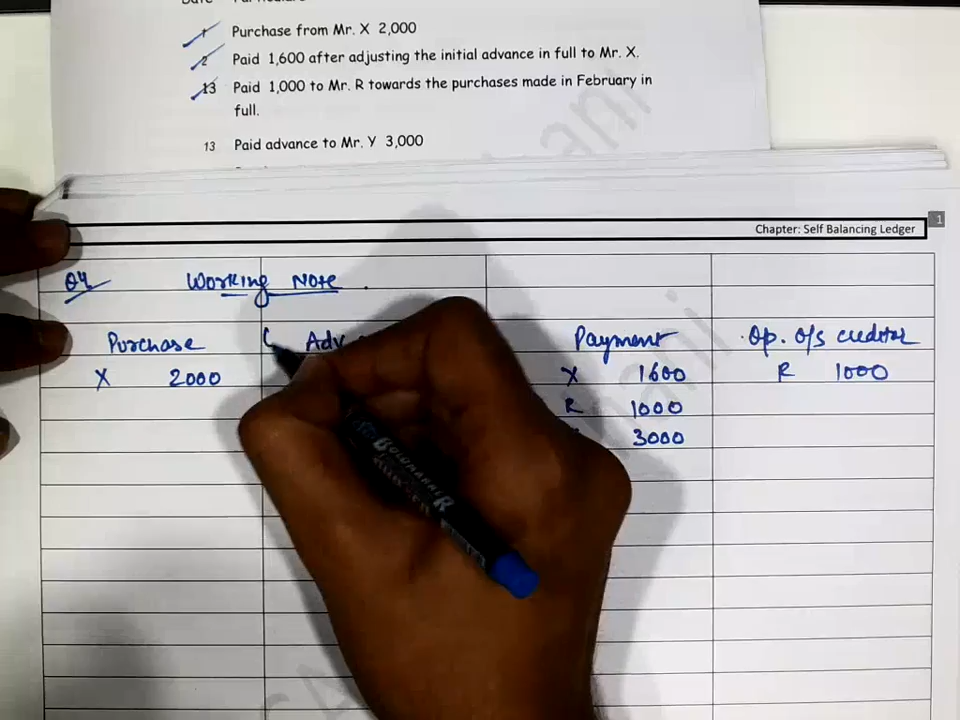 Purchase from Mr. X 2,000
2 Paid 1,600 after adjusting the initial advance in full to Mr. X.
13 Paid 1,000 to Mr. R towards the purchases made in February in
full.
13 Paid advance to Mr. Y 3,000
Chapter: Self Balancing Ledger 1
Q4 Working Note .
Purchase ( Adv Payment Op. o/s creditor
X 2000 X 1600 R 1000
R 1000
3000